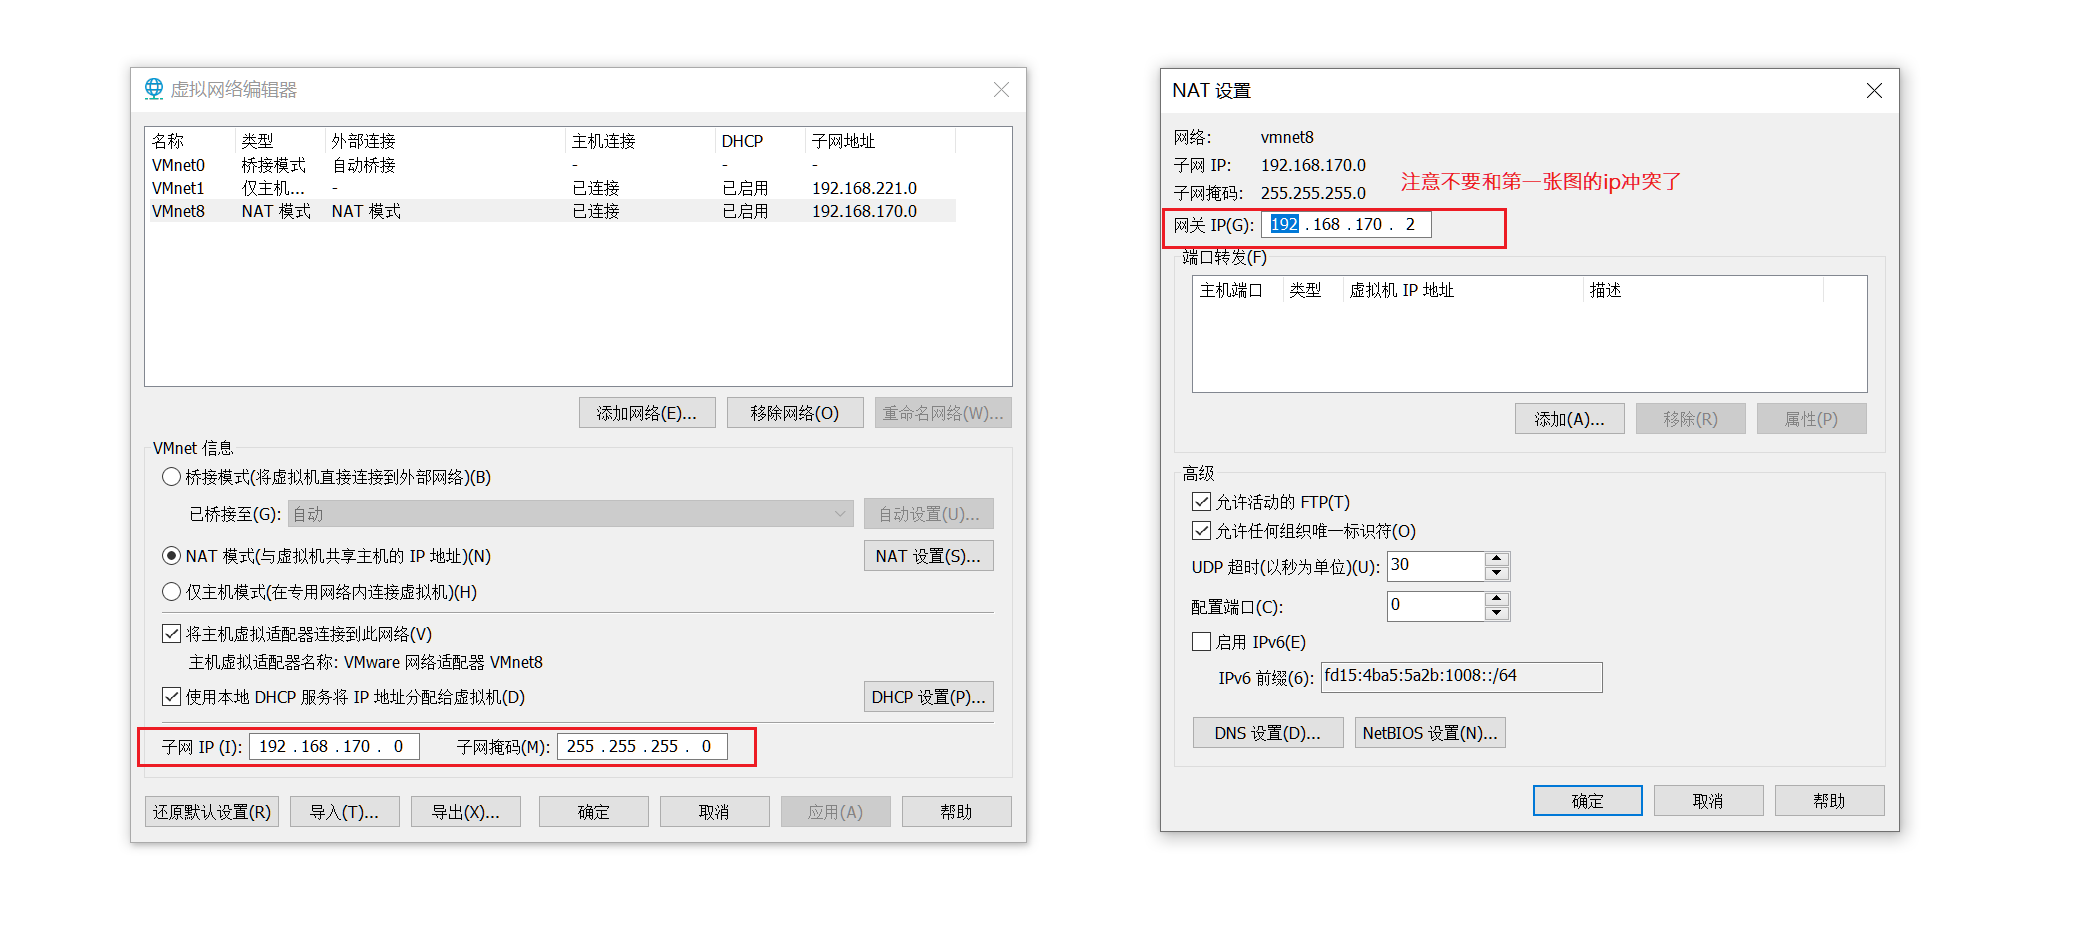 虚拟网络编辑器
名称 类型 外部连接 主机连接 DHCP 子网地址
VMnet0 桥接模式 自动桥接 - - -
VMnet1 仅主机... - 已连接 已启用 192.168.221.0
VMnet8 NAT 模式 NAT 模式 已连接 已启用 192.168.170.0
添加网络(E)... 移除网络(O) 重命名网络(W)...
VMnet 信息
桥接模式(将虚拟机直接连接到外部网络)(B)
已桥接至(G): 自动 自动设置(U)...
NAT 模式(与虚拟机共享主机的 IP 地址)(N) NAT 设置(S)...
仅主机模式(在专用网络内连接虚拟机)(H)
将主机虚拟适配器连接到此网络(V)
主机虚拟适配器名称: VMware 网络适配器 VMnet8
使用本地 DHCP 服务将 IP 地址分配给虚拟机(D) DHCP 设置(P)...
子网 IP (I): 192 . 168 . 170 . 0 子网掩码(M): 255 . 255 . 255 . 0
还原默认设置(R) 导入(T)... 导出(X)... 确定 取消 应用(A) 帮助
NAT 设置
网络: vmnet8
子网 IP: 192.168.170.0
子网掩码: 255.255.255.0
注意不要和第一张图的ip冲突了
网关 IP(G): 192 . 168 . 170 . 2
端口转发(F)
主机端口 类型 虚拟机 IP 地址 描述
添加(A)... 移除(R) 属性(P)
高级
允许活动的 FTP(T)
允许任何组织唯一标识符(O)
UDP 超时(以秒为单位)(U): 30
配置端口(C): 0
启用 IPv6(E)
IPv6 前缀(6): fd15:4ba5:5a2b:1008::/64
DNS 设置(D)... NetBIOS 设置(N)...
确定 取消 帮助